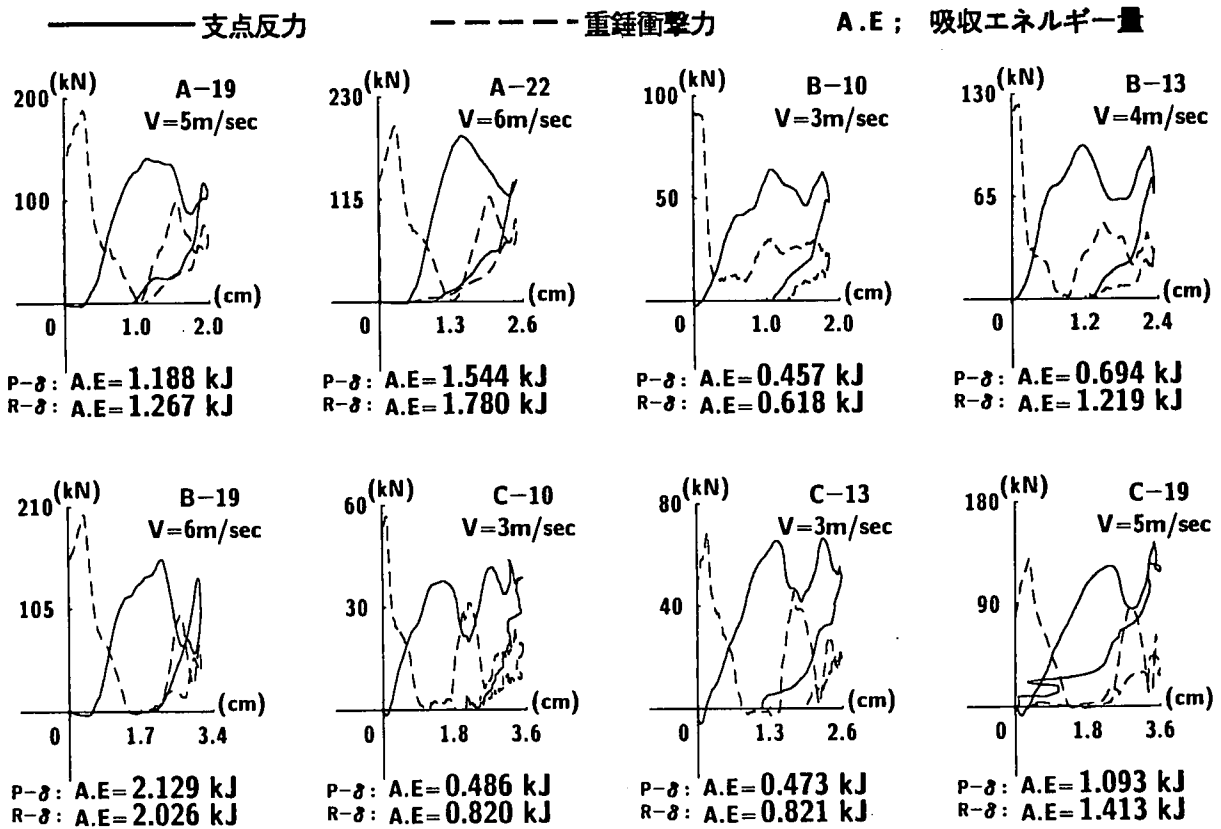 支点反力 重錘衝撃力 A.E ; 吸収エネルギー量
(kN) A-19
200 V=5m/sec
100
(cm)
0 1.0 2.0
P-δ: A.E=1.188 kJ
R-δ: A.E=1.267 kJ
(kN) A-22
230 V=6m/sec
115
(cm)
0 1.3 2.6
P-δ: A.E=1.544 kJ
R-δ: A.E=1.780 kJ
(kN) B-10
100 V=3m/sec
50
(cm)
0 1.0 2.0
P-δ: A.E=0.457 kJ
R-δ: A.E=0.618 kJ
(kN) B-13
130 V=4m/sec
65
(cm)
0 1.2 2.4
P-δ: A.E=0.694 kJ
R-δ: A.E=1.219 kJ
(kN) B-19
210 V=6m/sec
105
(cm)
0 1.7 3.4
P-δ: A.E=2.129 kJ
R-δ: A.E=2.026 kJ
(kN) C-10
60 V=3m/sec
30
(cm)
0 1.8 3.6
P-δ: A.E=0.486 kJ
R-δ: A.E=0.820 kJ
(kN) C-13
80 V=3m/sec
40
(cm)
0 1.3 2.6
P-δ: A.E=0.473 kJ
R-δ: A.E=0.821 kJ
(kN) C-19
180 V=5m/sec
90
(cm)
0 1.8 3.6
P-δ: A.E=1.093 kJ
R-δ: A.E=1.413 kJ